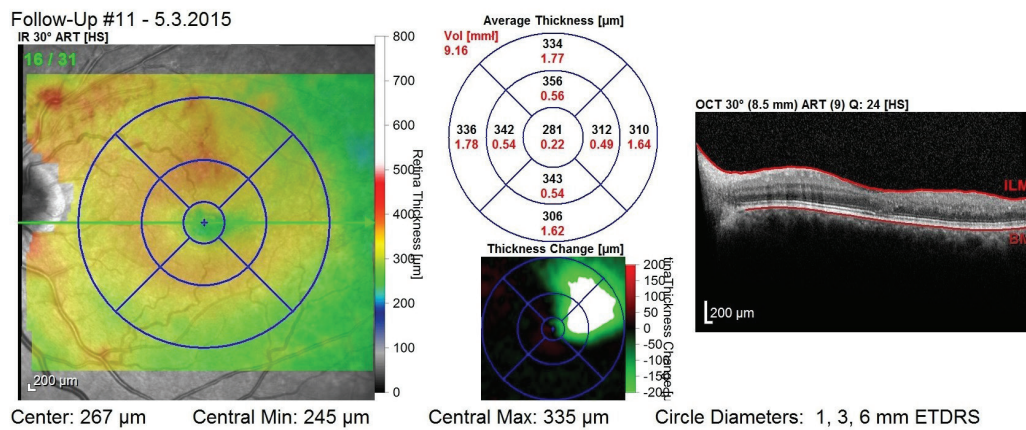 Follow-Up #11 - 5.3.2015
IR 30° ART [HS]
16 / 31
800
700
600
500
400
300
200
100
0
Retina Thickness [µm]
200 µm
Average Thickness [µm]
Vol [mm³]
9.16
334
1.77
356
0.56
336 342 281 312 310
1.78 0.54 0.22 0.49 1.64
343
0.54
306
1.62
Thickness Change [µm]
200
150
100
50
0
-50
-100
-150
-200
OCT 30° (8.5 mm) ART (9) Q: 24 [HS]
ILM
200 µm
Center: 267 µm Central Min: 245 µm Central Max: 335 µm Circle Diameters: 1, 3, 6 mm ETDRS